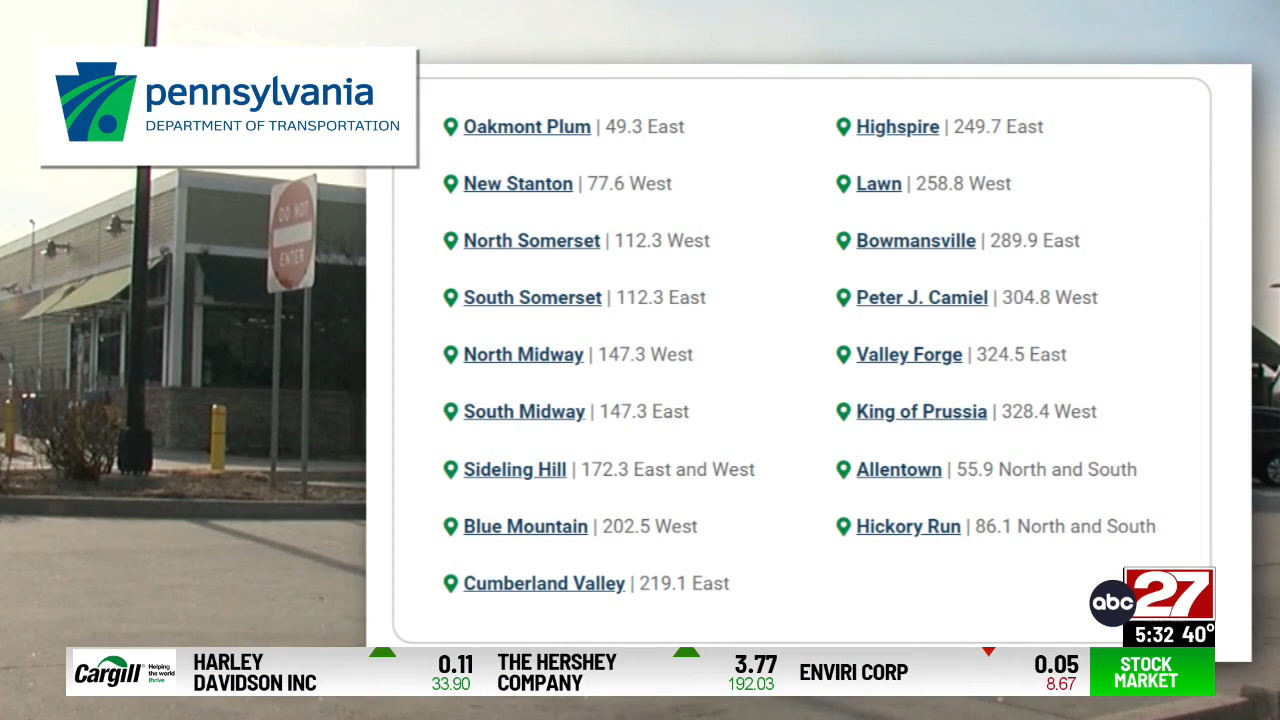 pennsylvania
DEPARTMENT OF TRANSPORTATION
DO NOT
ENTER
Oakmont Plum | 49.3 East
New Stanton | 77.6 West
North Somerset | 112.3 West
South Somerset | 112.3 East
North Midway | 147.3 West
South Midway | 147.3 East
Sideling Hill | 172.3 East and West
Blue Mountain | 202.5 West
Cumberland Valley | 219.1 East
Highspire | 249.7 East
Lawn | 258.8 West
Bowmansville | 289.9 East
Peter J. Camiel | 304.8 West
Valley Forge | 324.5 East
King of Prussia | 328.4 West
Allentown | 55.9 North and South
Hickory Run | 86.1 North and South
abc 27
5:32 40°
Cargill® Helping
the world
thrive
HARLEY
DAVIDSON INC
0.11
33.90
THE HERSHEY
COMPANY
3.77
192.03
ENVIRI CORP
0.05
8.67
STOCK
MARKET